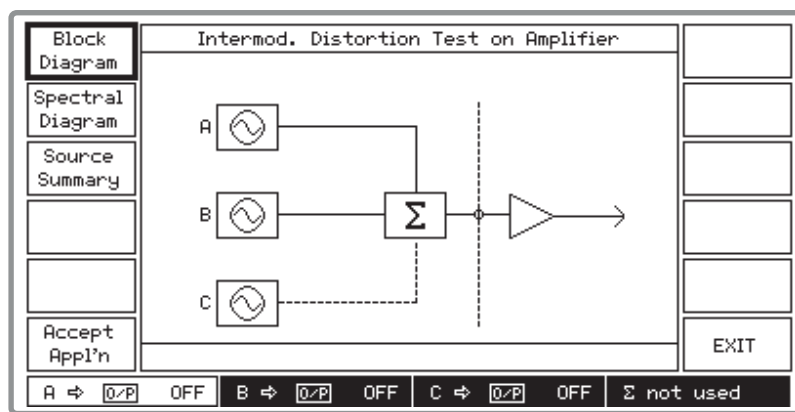 Block
Diagram
Intermod. Distortion Test on Amplifier
Spectral
Diagram
Source
Summary
A
B
Σ
C
Accept
Appl'n
EXIT
A ⇨ O/P OFF
B ⇨ O/P OFF
C ⇨ O/P OFF
Σ not used